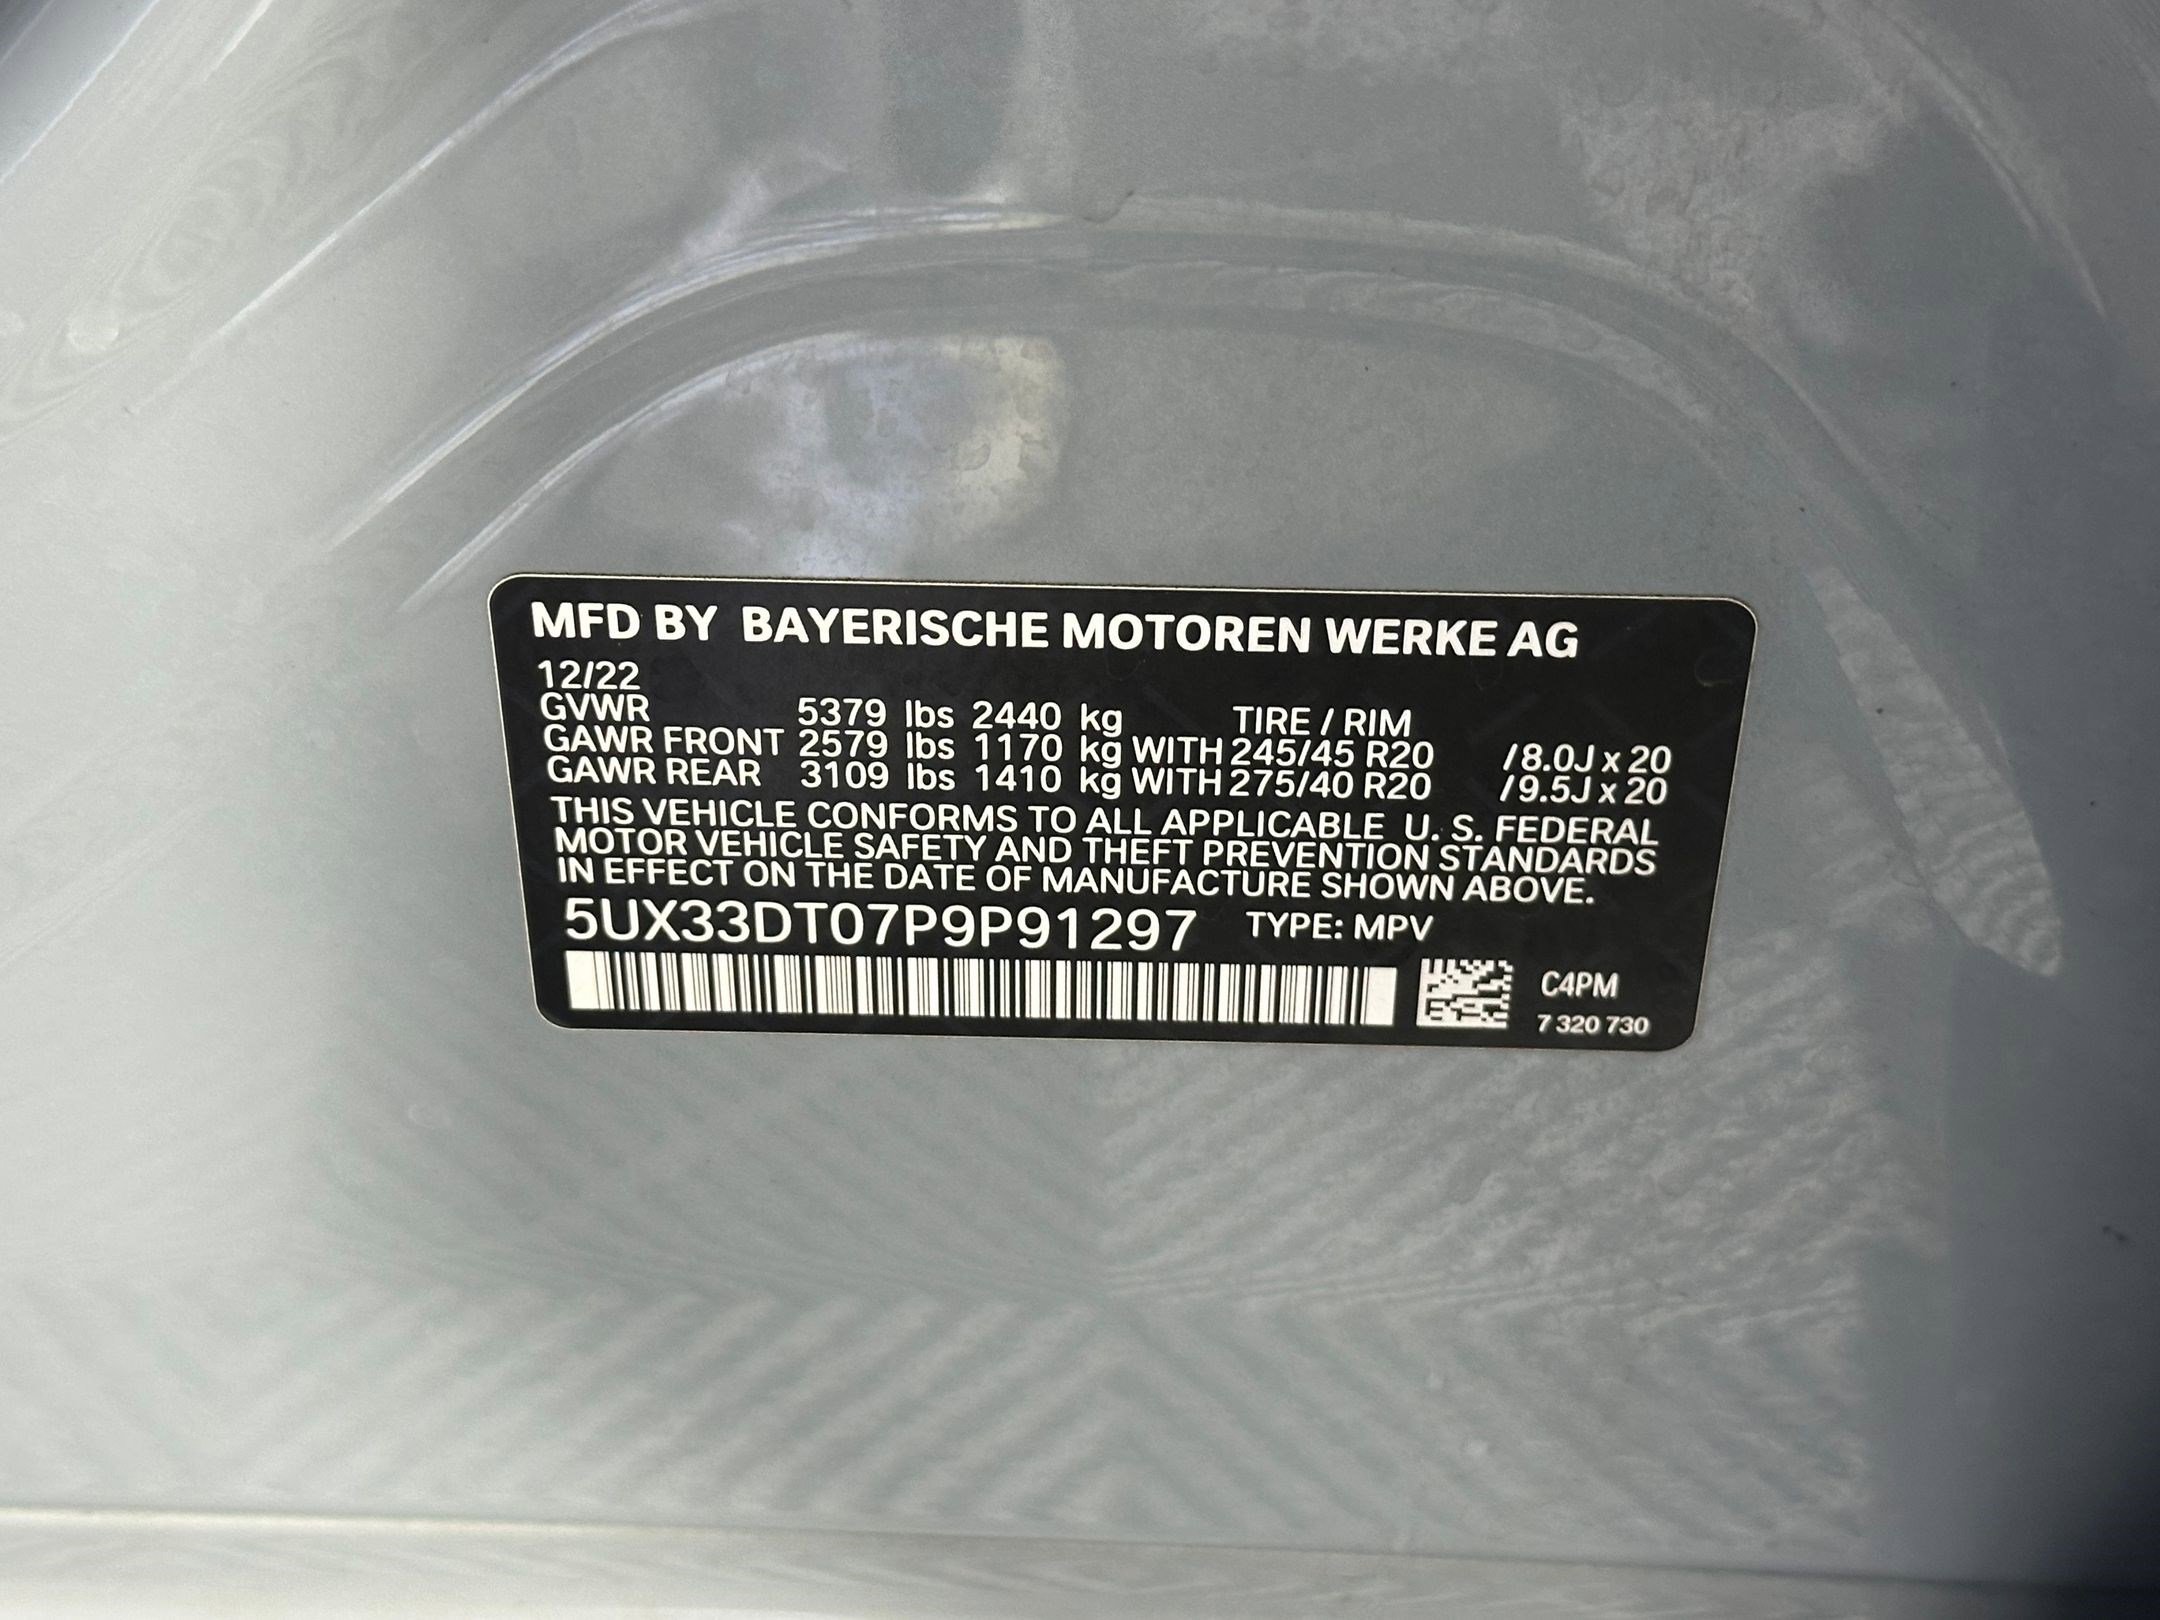 MFD BY BAYERISCHE MOTOREN WERKE AG
12/22
GVWR 5379 lbs 2440 kg TIRE / RIM
GAWR FRONT 2579 lbs 1170 kg WITH 245/45 R20 /8.0J x 20
GAWR REAR 3109 lbs 1410 kg WITH 275/40 R20 /9.5J x 20
THIS VEHICLE CONFORMS TO ALL APPLICABLE U. S. FEDERAL
MOTOR VEHICLE SAFETY AND THEFT PREVENTION STANDARDS
IN EFFECT ON THE DATE OF MANUFACTURE SHOWN ABOVE.
5UX33DT07P9P91297 TYPE: MPV
C4PM
7 320 730